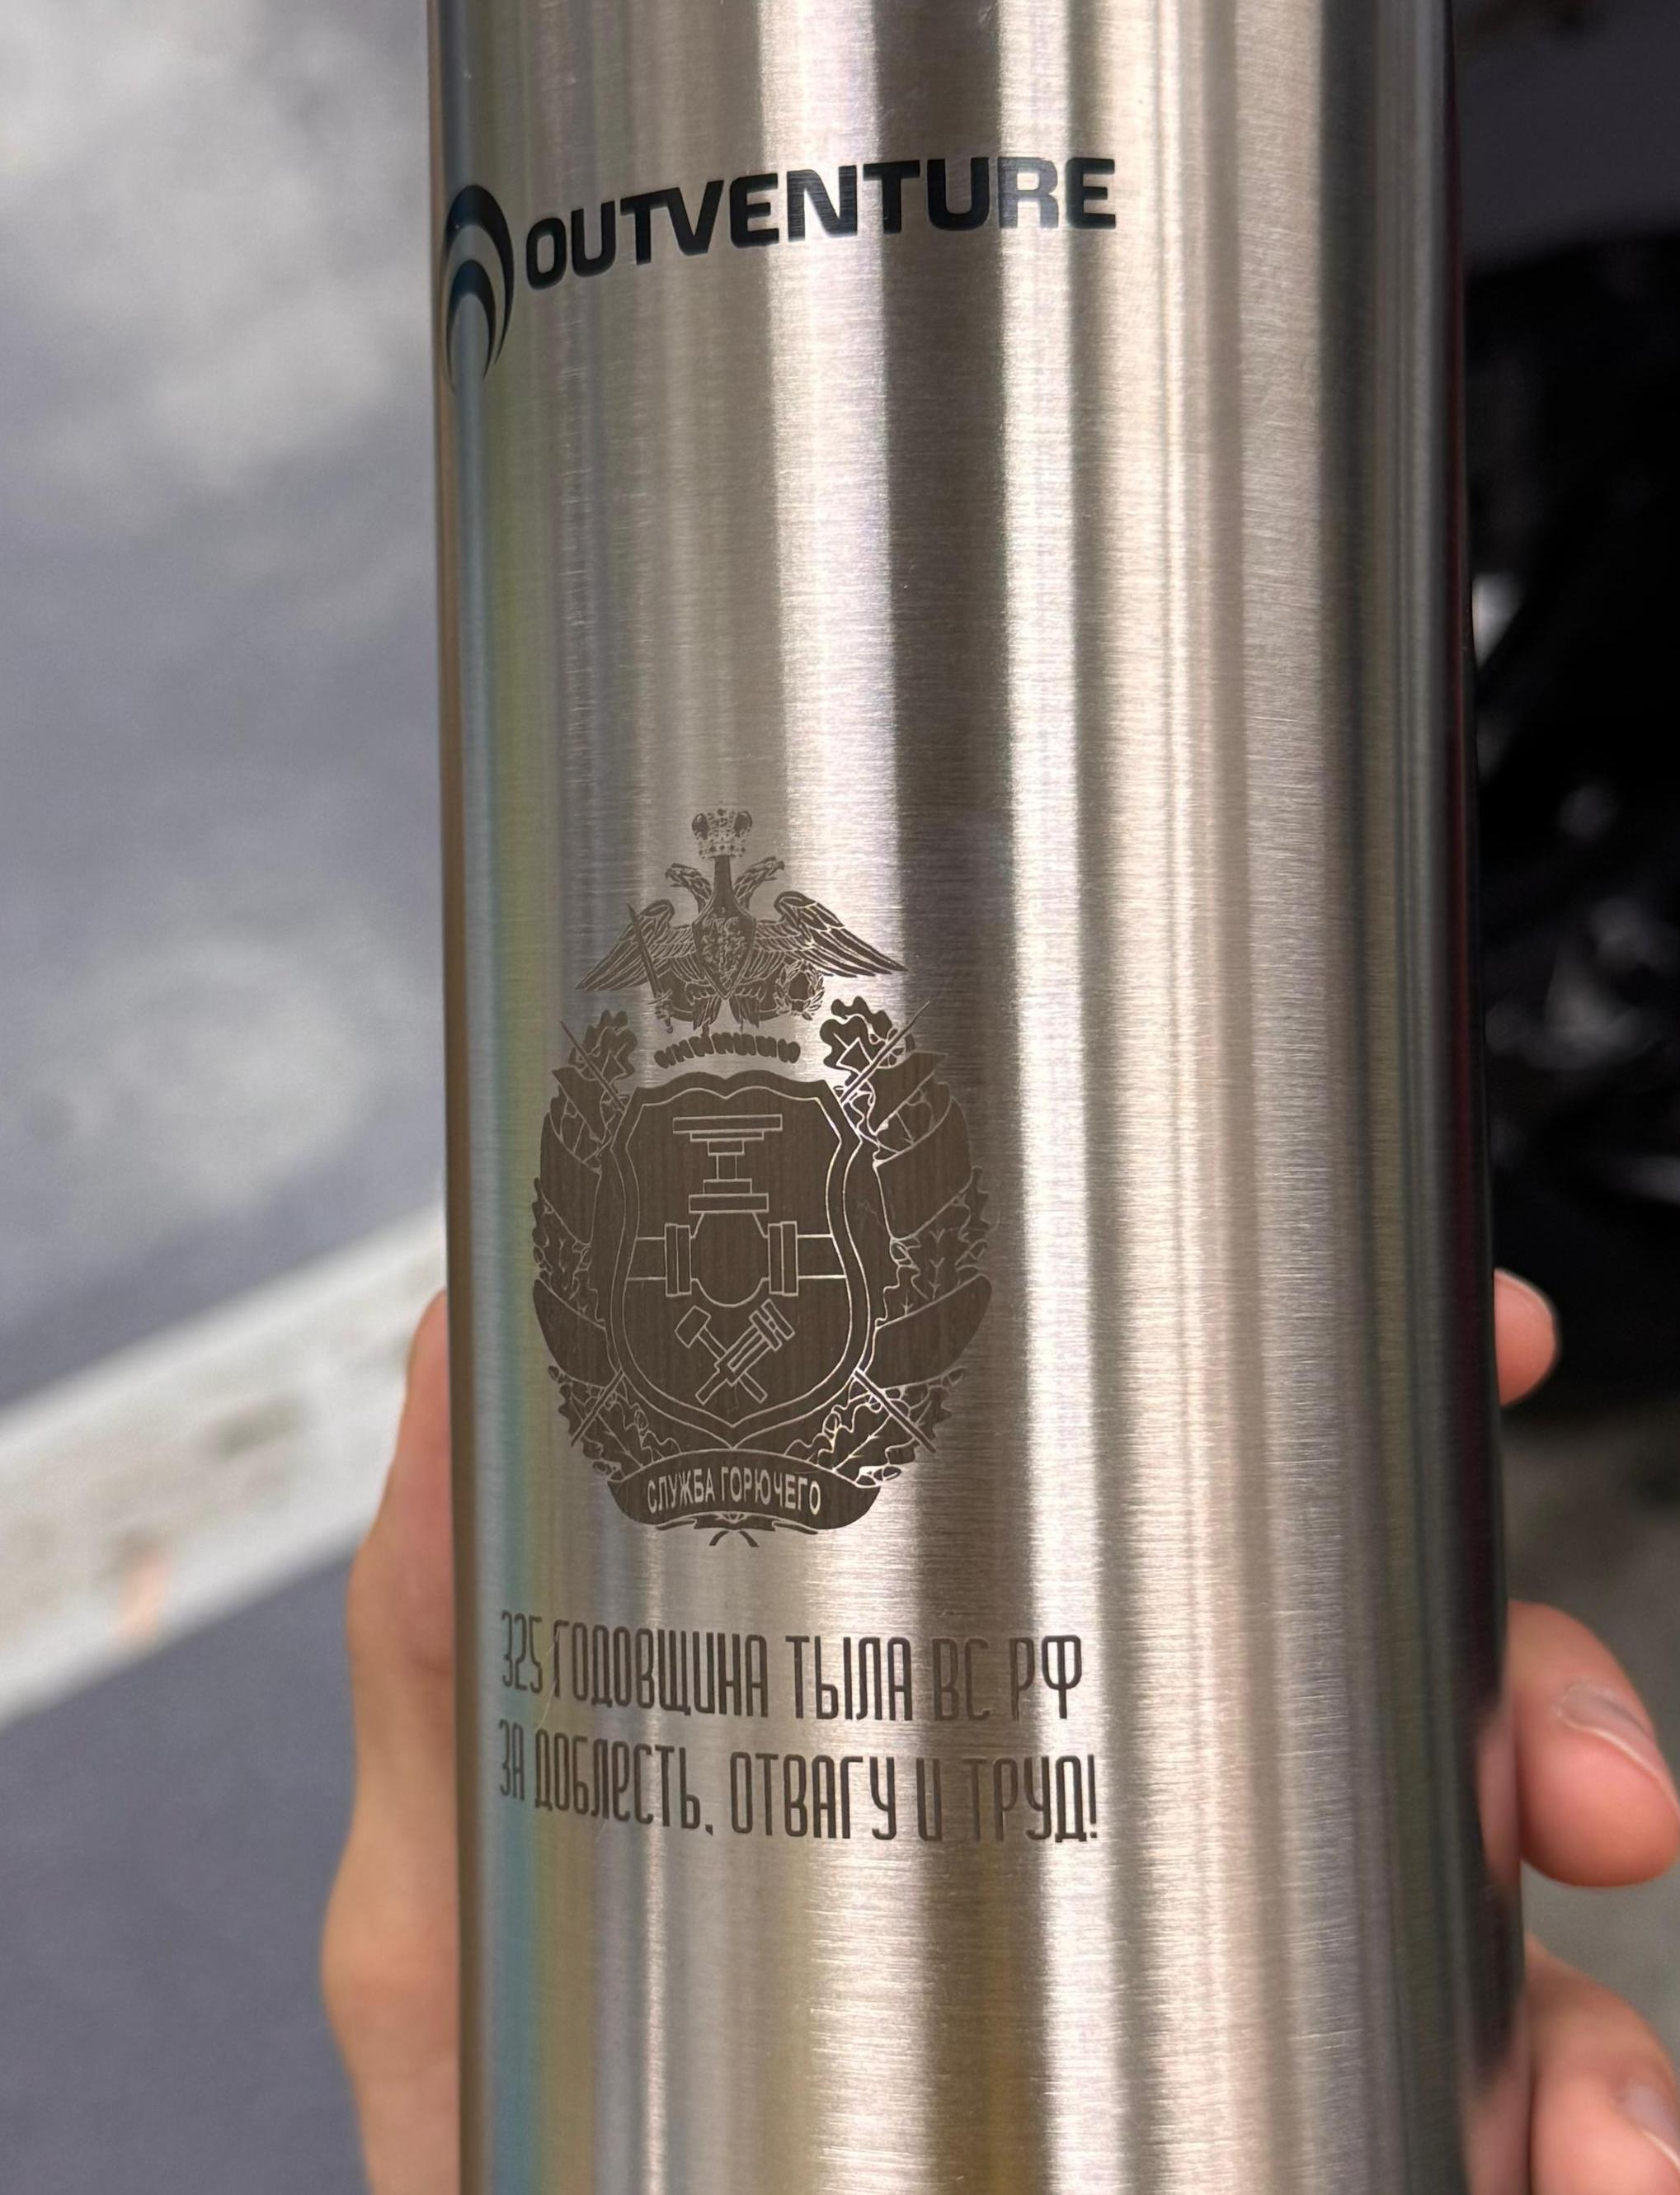 OUTVENTURE
СЛУЖБА ГОРЮЧЕГО
325 ГОДОВЩИНА ТЫЛА ВС РФ
ЗА ДОБЛЕСТЬ, ОТВАГУ И ТРУД!